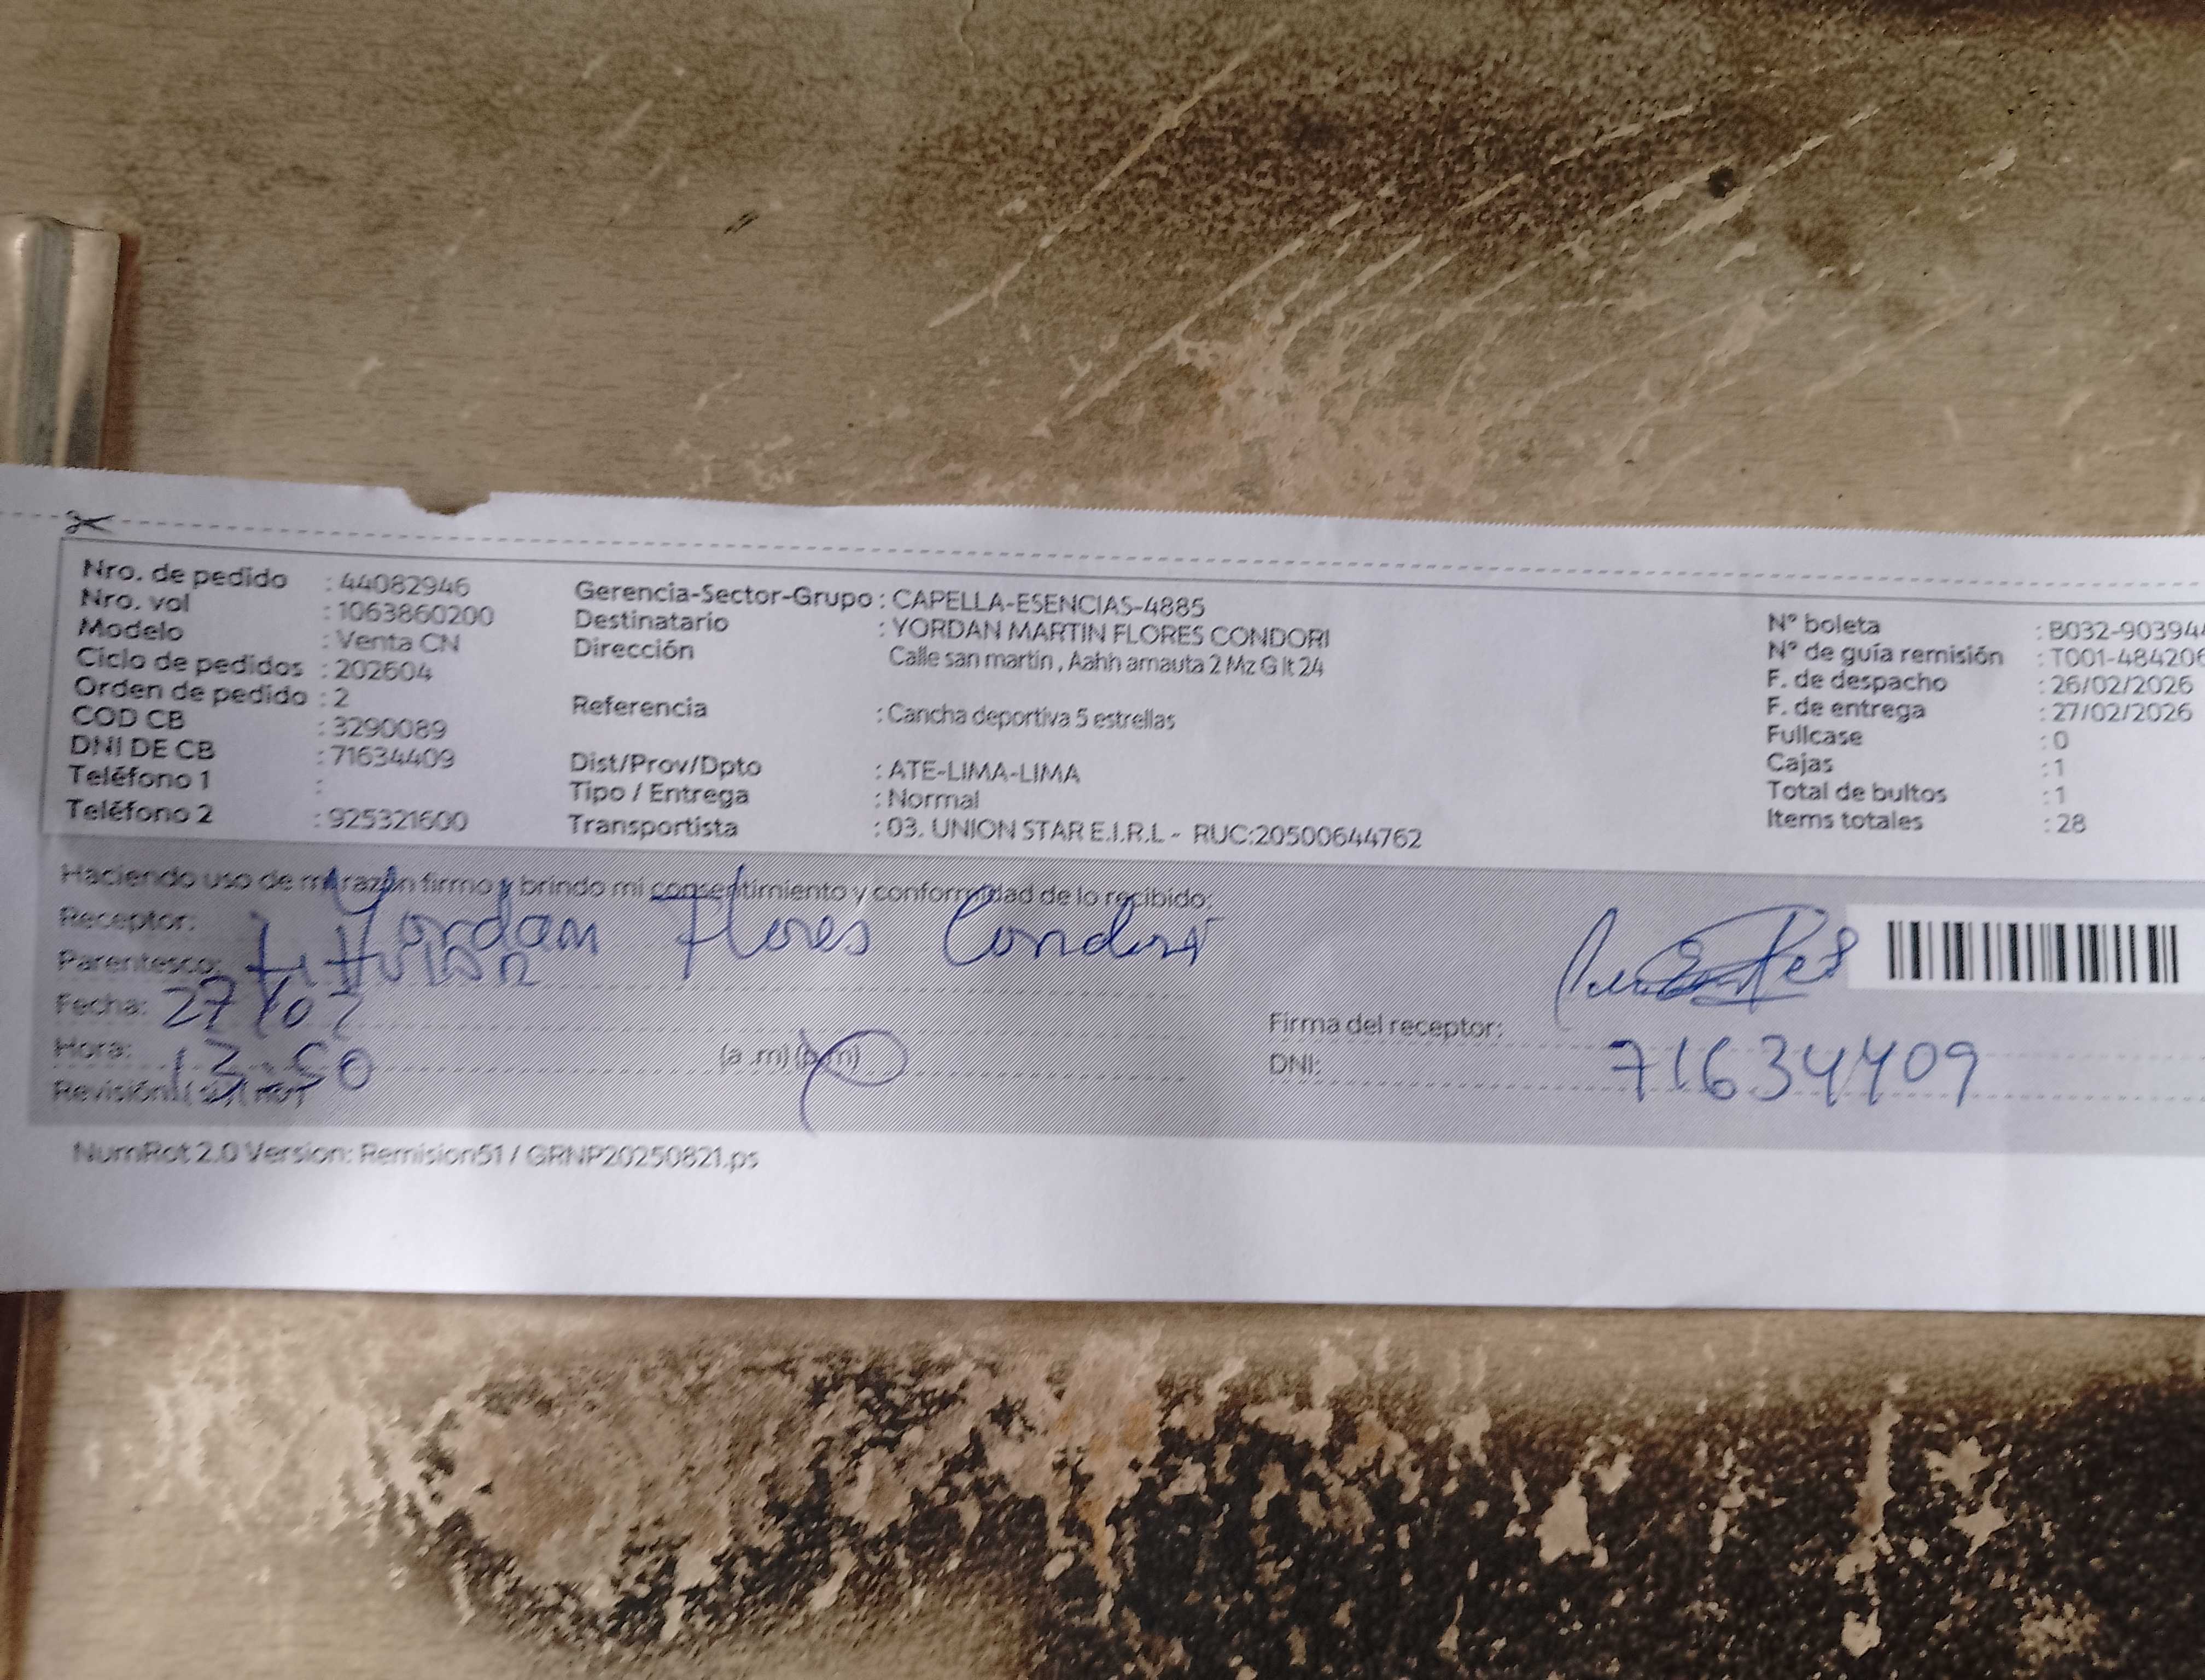 Nro. de pedido : 44082946
Nro. vol : 1063860200
Modelo : Venta CN
Ciclo de pedidos : 202604
Orden de pedido : 2
COD CB : 3290089
DNI DE CB : 71634409
Teléfono 1 :
Teléfono 2 : 925321600
Gerencia-Sector-Grupo : CAPELLA-ESENCIAS-4885
Destinatario : YORDAN MARTIN FLORES CONDORI
Dirección Calle san martin , Aahh amauta 2 Mz G lt 24
Referencia : Cancha deportiva 5 estrellas
Dist/Prov/Dpto : ATE-LIMA-LIMA
Tipo / Entrega : Normal
Transportista : 03. UNION STAR E.I.R.L - RUC:20500644762
N° boleta : B032-90394
N° de guía remisión : T001-484206
F. de despacho : 26/02/2026
F. de entrega : 27/02/2026
Fullcase : 0
Cajas : 1
Total de bultos : 1
Items totales : 28
Haciendo uso de mi razón firmo y brindo mi consentimiento y conformidad de lo recibido:
Receptor: Yordan Flores Condori
Parentesco: titular
Fecha: 27/02
Hora: 13:50 (a .m) (p.m)
Revisión ( si ) ( no )
Firma del receptor:
DNI: 71634409
NumRot 2.0 Version: Remision51 / GRNP20250821.ps